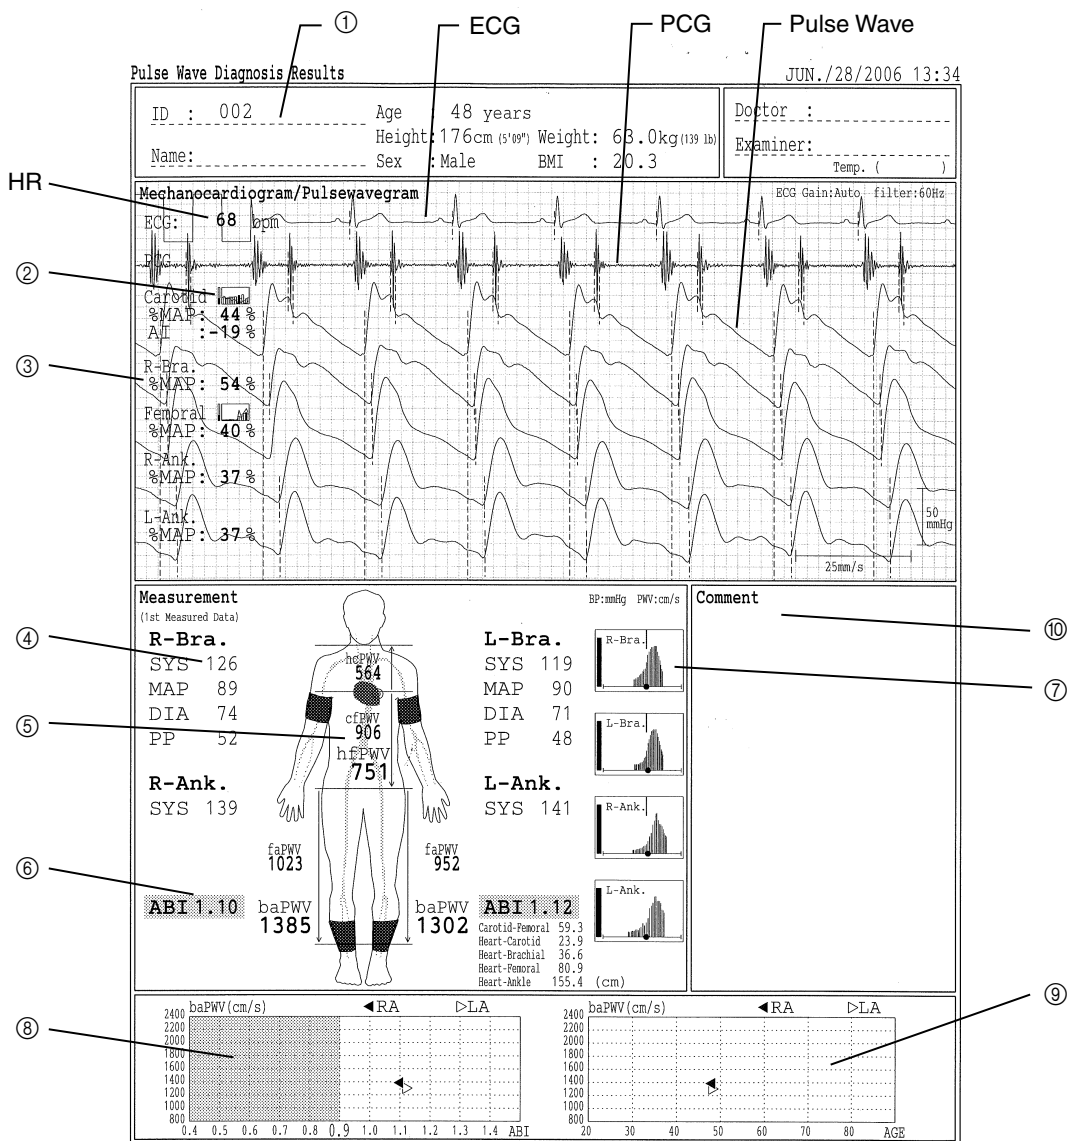 ① ECG PCG Pulse Wave
Pulse Wave Diagnosis Results JUN./28/2006 13:34
ID : 002 Age 48 years Doctor :
Height:176cm (5'09") Weight: 63.0kg (139 lb)
Examiner:
Name: Sex :Male BMI : 20.3
Temp. ( )
HR
Mechanocardiogram/Pulsewavegram ECG Gain:Auto filter:60Hz
ECG: 68 bpm
PCG
②
Carotid
%MAP: 44 %
AI :-19 %
③
R-Bra.
%MAP: 54 %
Femoral
%MAP: 40 %
R-Ank.
%MAP: 37 %
L-Ank.
%MAP: 37 %
50
mmHg
25mm/s
Measurement BP:mmHg PWV:cm/s Comment
(1st Measured Data)
④ ⑩
R-Bra. L-Bra. R-Bra.
SYS 126 hcPWV SYS 119
564
MAP 89 MAP 90 ⑦
DIA 74 cfPWV DIA 71 L-Bra.
⑤ 906
PP 52 hfPWV PP 48
751
R-Ank. L-Ank. R-Ank.
SYS 139 SYS 141
faPWV faPWV
1023 952
⑥
ABI 1.10 baPWV baPWV ABI 1.12 L-Ank.
1385 1302
Carotid-Femoral 59.3
Heart-Carotid 23.9
Heart-Brachial 36.6
Heart-Femoral 80.9
Heart-Ankle 155.4 (cm)
⑧ ⑨
baPWV(cm/s) ◀RA ▷LA
2400
2200
2000
1800
1600
1400
1200
1000
800
0.4 0.5 0.6 0.7 0.8 0.9 1.0 1.1 1.2 1.3 1.4 ABI
baPWV(cm/s) ◀RA ▷LA
2400
2200
2000
1800
1600
1400
1200
1000
800
20 30 40 50 60 70 80 AGE